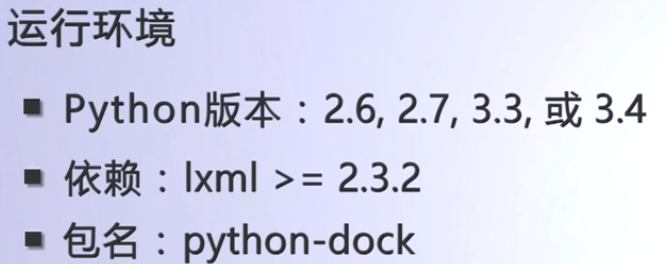 运行环境
■ Python版本：2.6, 2.7, 3.3, 或 3.4
■ 依赖：lxml >= 2.3.2
■ 包名：python-dock